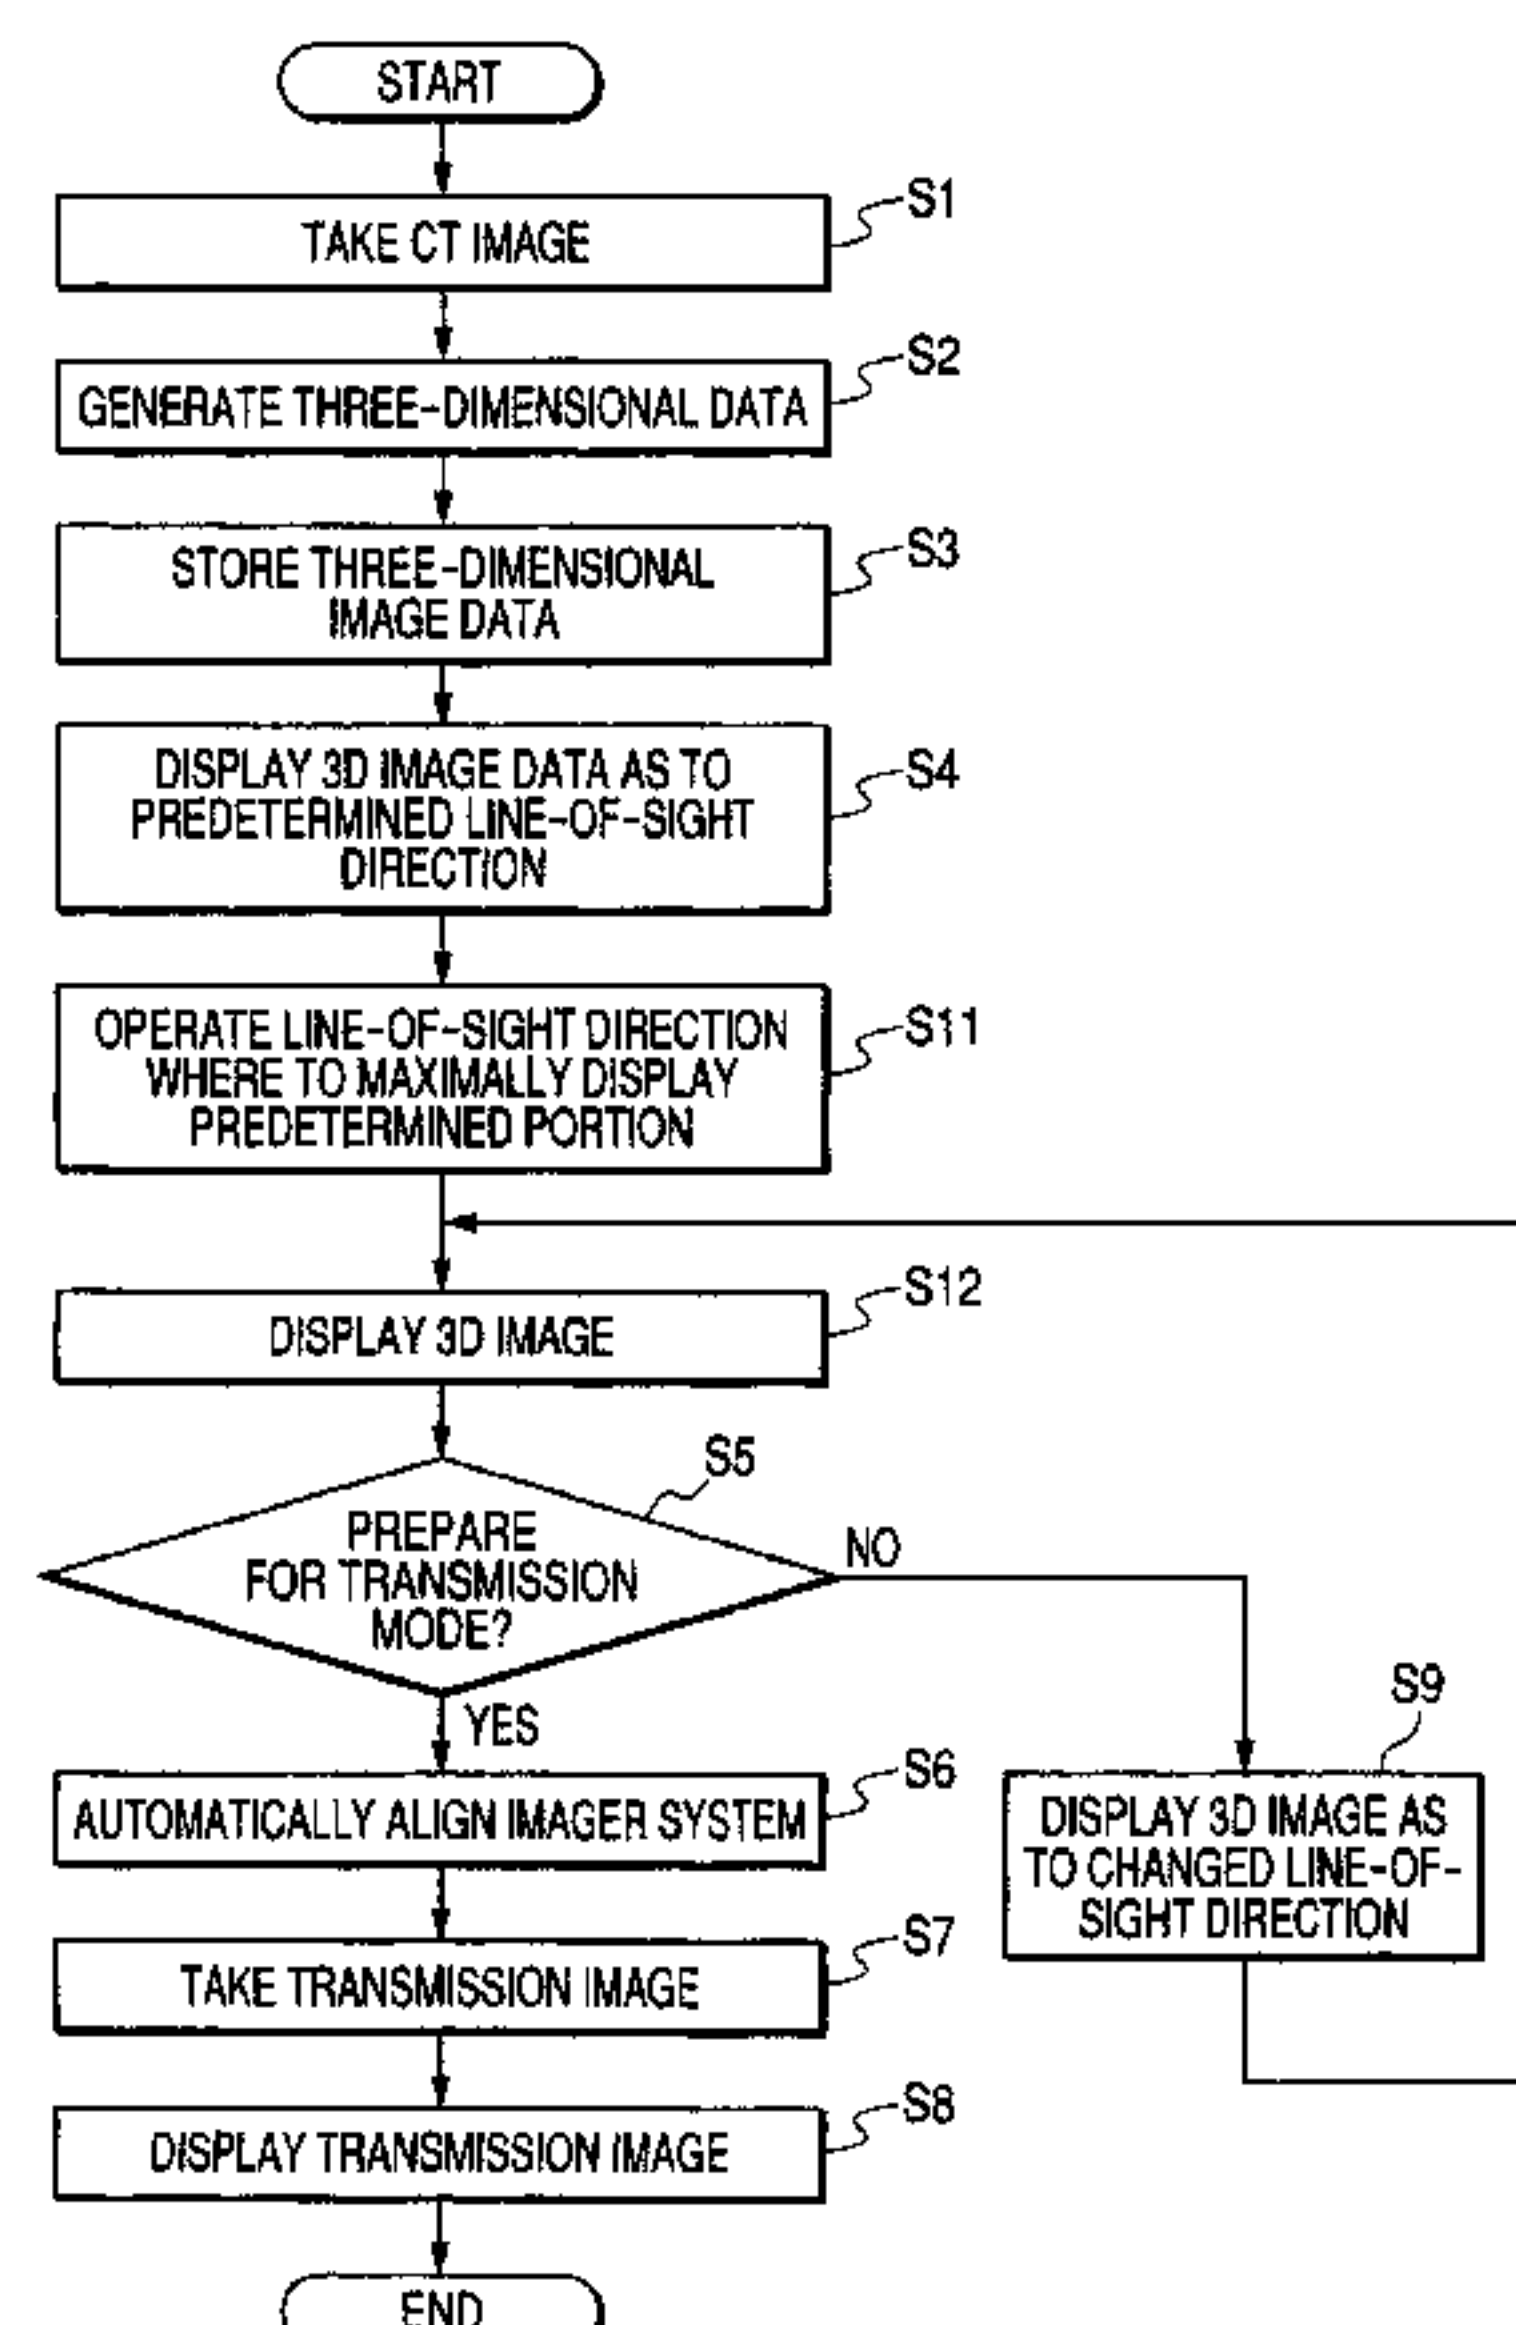 START
S1
TAKE CT IMAGE
S2
GENERATE THREE-DIMENSIONAL DATA
S3
STORE THREE-DIMENSIONAL
IMAGE DATA
S4
DISPLAY 3D IMAGE DATA AS TO
PREDETERMINED LINE-OF-SIGHT
DIRECTION
S11
OPERATE LINE-OF-SIGHT DIRECTION
WHERE TO MAXIMALLY DISPLAY
PREDETERMINED PORTION
S12
DISPLAY 3D IMAGE
S5
PREPARE
FOR TRANSMISSION
MODE?
NO
YES
S6
AUTOMATICALLY ALIGN IMAGER SYSTEM
S9
DISPLAY 3D IMAGE AS
TO CHANGED LINE-OF-
SIGHT DIRECTION
S7
TAKE TRANSMISSION IMAGE
S8
DISPLAY TRANSMISSION IMAGE
END